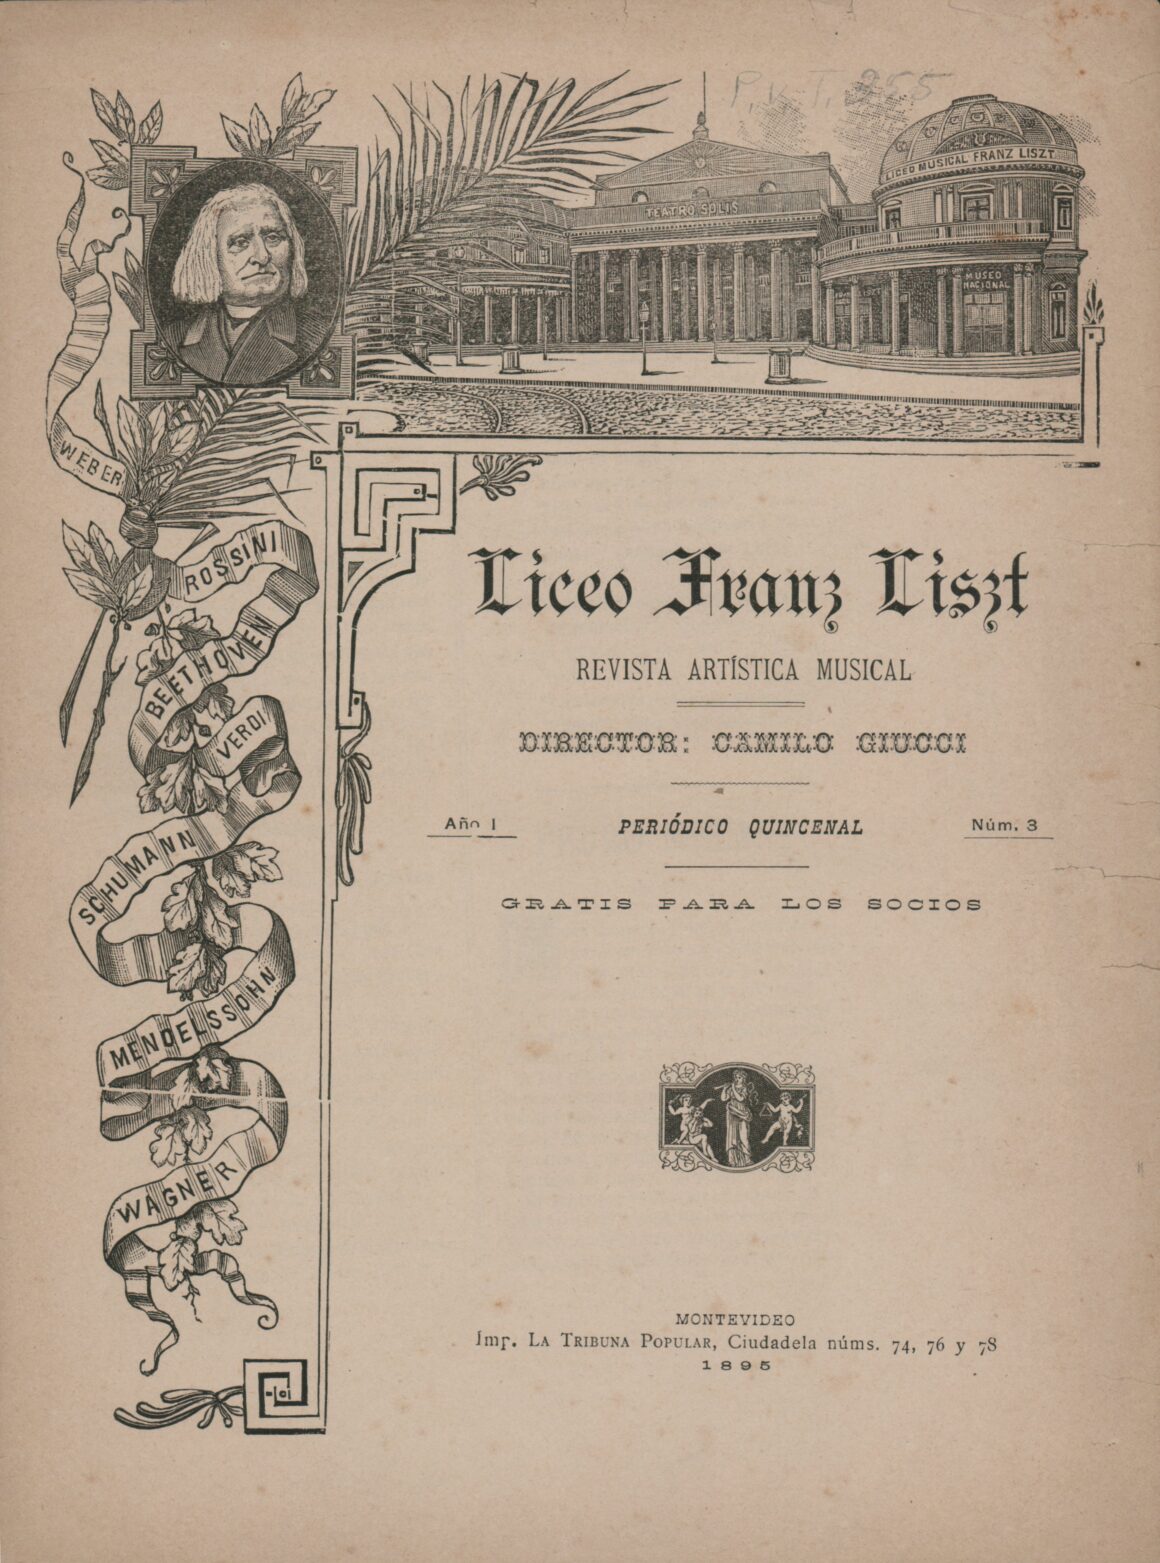 P. v T. 255
TEATRO SOLIS
LICEO MUSICAL FRANZ LISZT
MUSEO
NACIONAL
WEBER
ROSSINI
BEETHOVEN
VERDI
SCHUMANN
MENDELSSOHN
WAGNER
Liceo Franz Liszt
REVISTA ARTÍSTICA MUSICAL
DIRECTOR: CAMILO GIUCCI
Año I PERIÓDICO QUINCENAL Núm. 3
GRATIS PARA LOS SOCIOS
MONTEVIDEO
Imp. LA TRIBUNA POPULAR, Ciudadela núms. 74, 76 y 78
1895